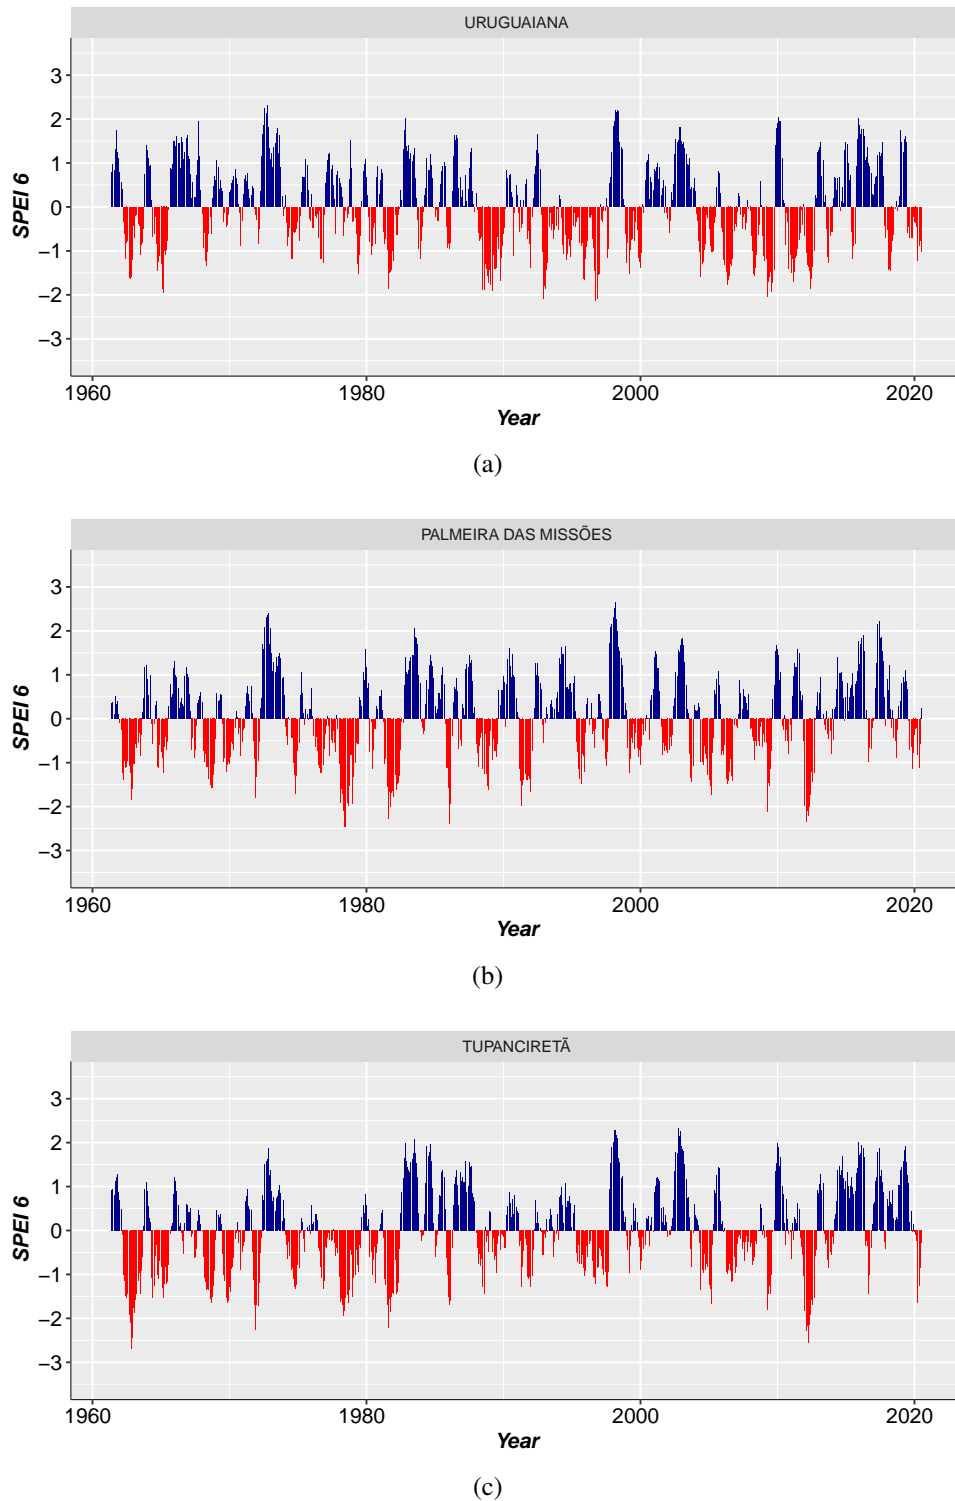 URUGUAIANA
3
2
1
0
−1
−2
−3
SPEI 6
1960 1980 2000 2020
Year
(a)
PALMEIRA DAS MISSÕES
3
2
1
0
−1
−2
−3
SPEI 6
1960 1980 2000 2020
Year
(b)
TUPANCIRETÃ
3
2
1
0
−1
−2
−3
SPEI 6
1960 1980 2000 2020
Year
(c)